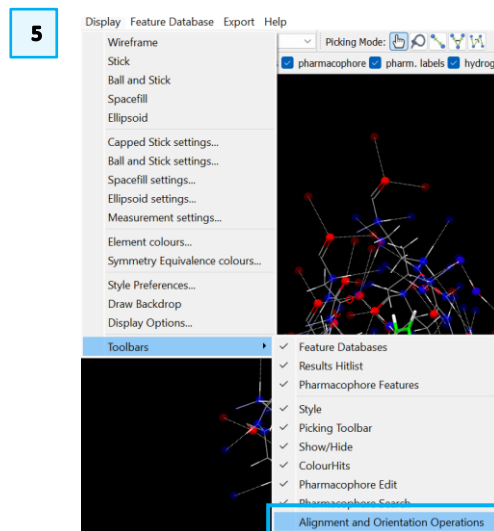 5
Display Feature Database Export Help
Wireframe
Stick
Ball and Stick
Spacefill
Ellipsoid
Capped Stick settings...
Ball and Stick settings...
Spacefill settings...
Ellipsoid settings...
Measurement settings...
Element colours...
Symmetry Equivalence colours...
Style Preferences...
Draw Backdrop
Display Options...
Toolbars
Picking Mode:
pharmacophore pharm. labels hydrog
Feature Databases
Results Hitlist
Pharmacophore Features
Style
Picking Toolbar
Show/Hide
ColourHits
Pharmacophore Edit
Pharmacophore Search
Alignment and Orientation Operations